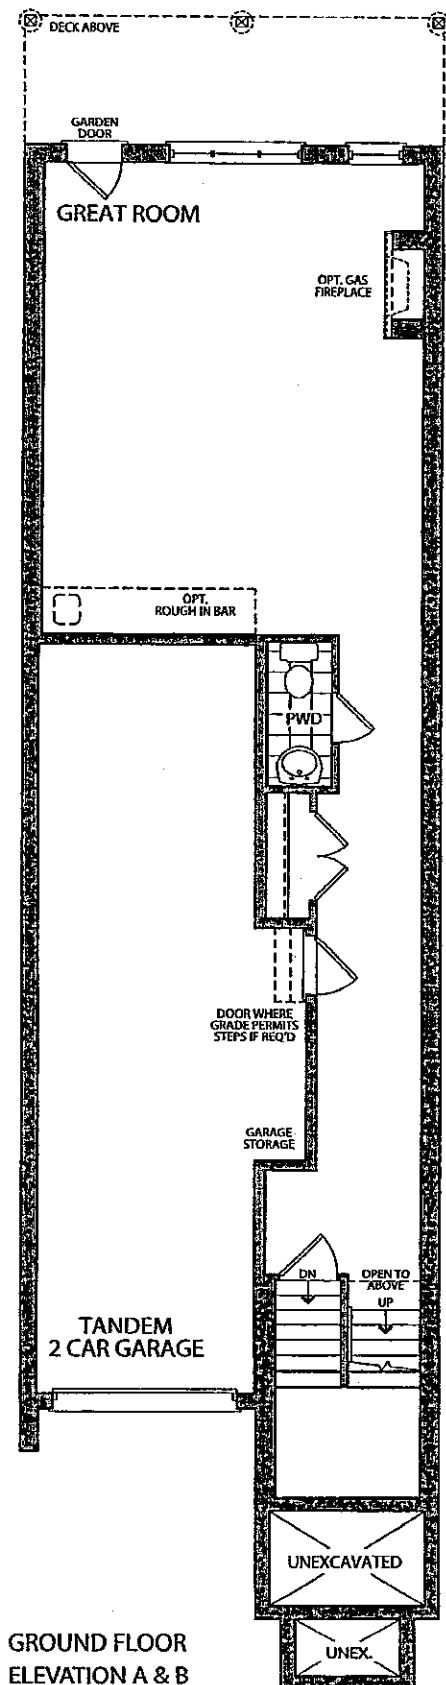 DECK ABOVE
GARDEN
DOOR
GREAT ROOM
OPT. GAS
FIREPLACE
OPT.
ROUGH IN BAR
PWD
DOOR WHERE
GRADE PERMITS
STEPS IF REQ'D
GARAGE
STORAGE
DN
OPEN TO
ABOVE
UP
TANDEM
2 CAR GARAGE
UNEXCAVATED
UNEX.
GROUND FLOOR
ELEVATION A & B